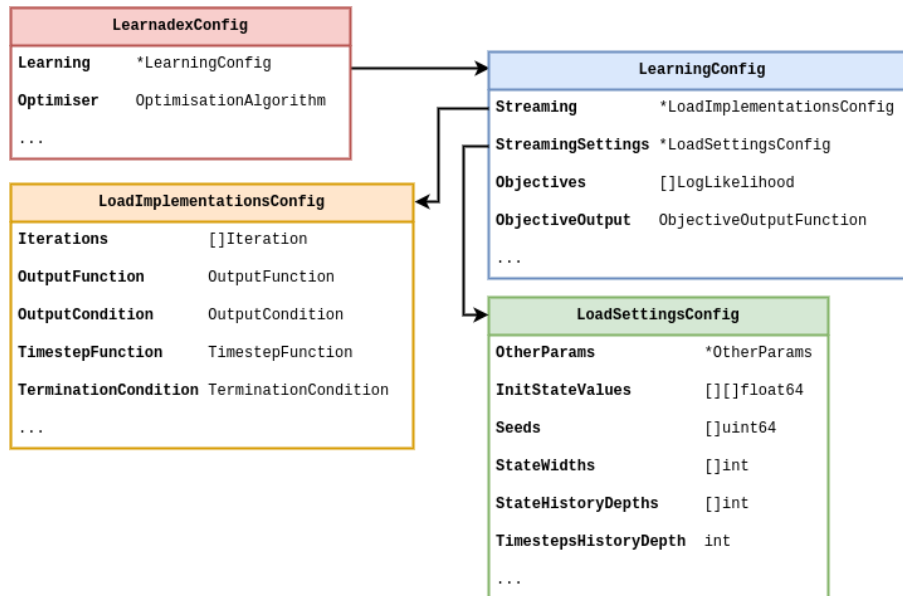 LearnadexConfig
Learning *LearningConfig
Optimiser OptimisationAlgorithm
...
LearningConfig
Streaming *LoadImplementationsConfig
StreamingSettings *LoadSettingsConfig
Objectives []LogLikelihood
ObjectiveOutput ObjectiveOutputFunction
...
LoadImplementationsConfig
Iterations []Iteration
OutputFunction OutputFunction
OutputCondition OutputCondition
TimestepFunction TimestepFunction
TerminationCondition TerminationCondition
...
LoadSettingsConfig
OtherParams *OtherParams
InitStateValues [][]float64
Seeds []uint64
StateWidths []int
StateHistoryDepths []int
TimestepsHistoryDepth int
...